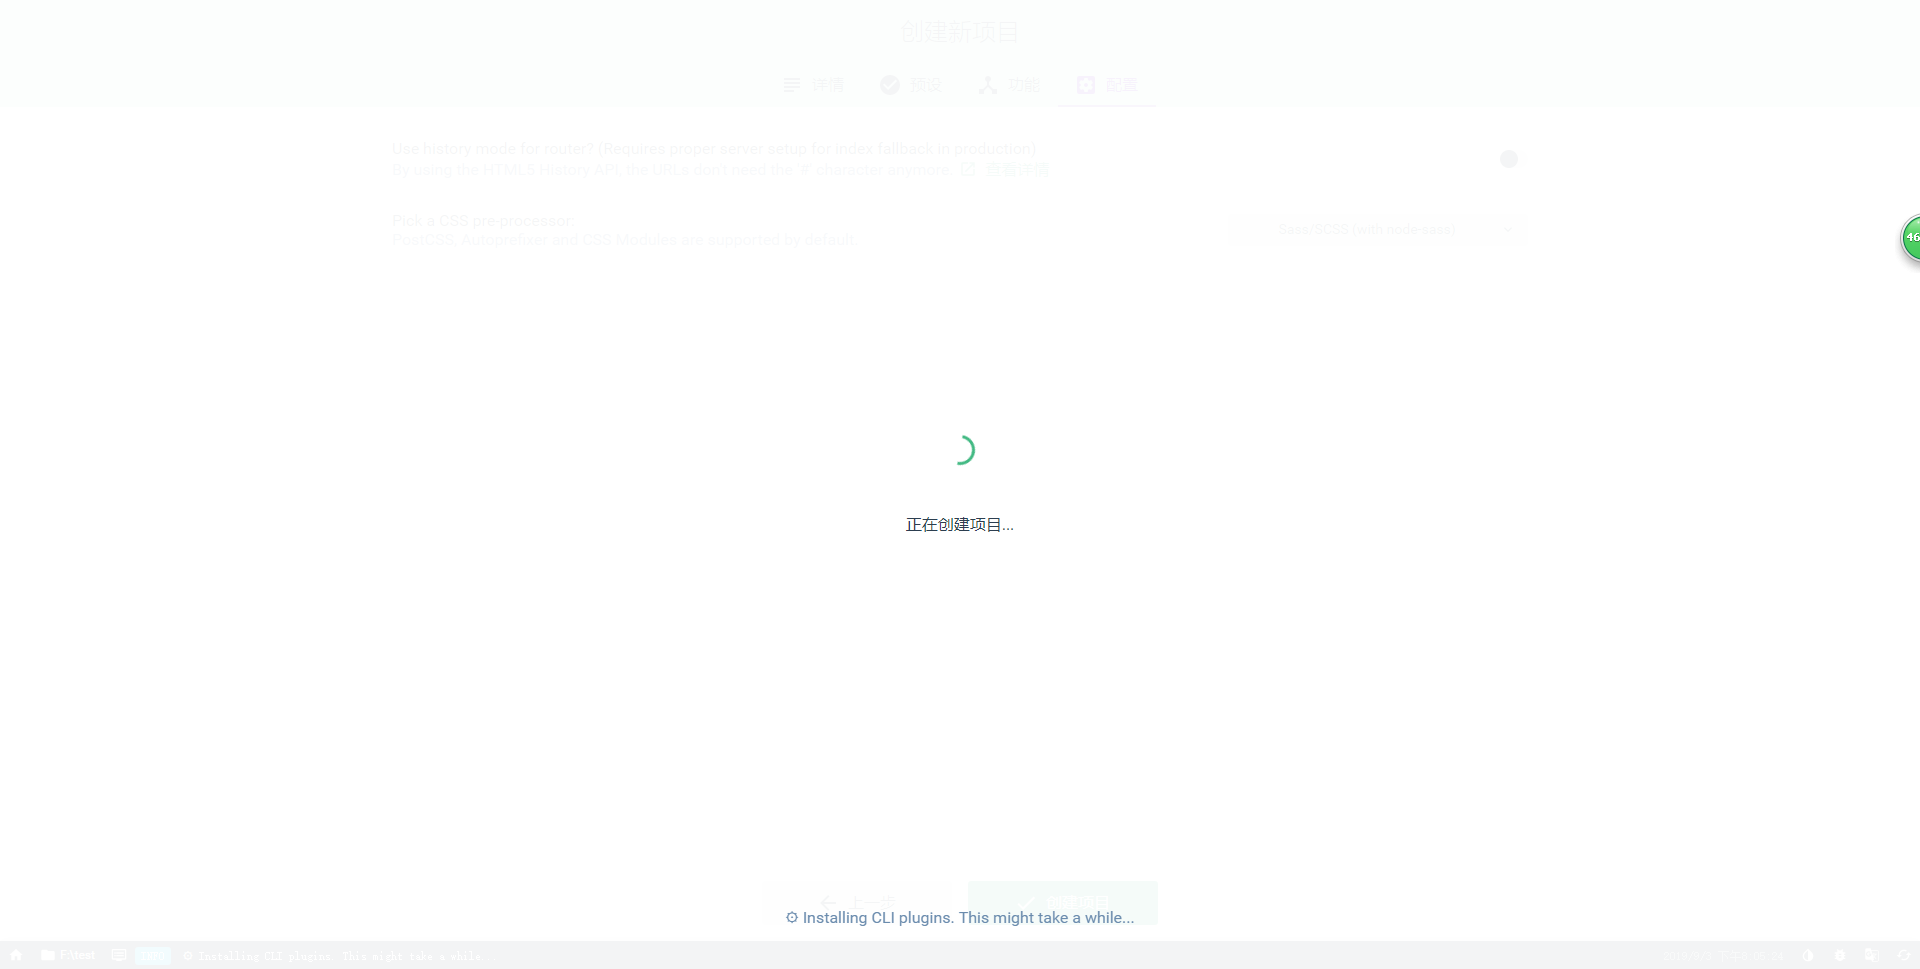 创建新项目
详情 预设 功能 配置
Use history mode for router? (Requires proper server setup for index fallback in production)
By using the HTML5 History API, the URLs don't need the '#' character anymore. 查看详情
Pick a CSS pre-processor:
PostCSS, Autoprefixer and CSS Modules are supported by default
Sass/SCSS (with node-sass)
46
正在创建项目...
上一步 创建项目
⚙ Installing CLI plugins. This might take a while...
F:\test INFO ⚙ Installing CLI plugins. This might take a while...